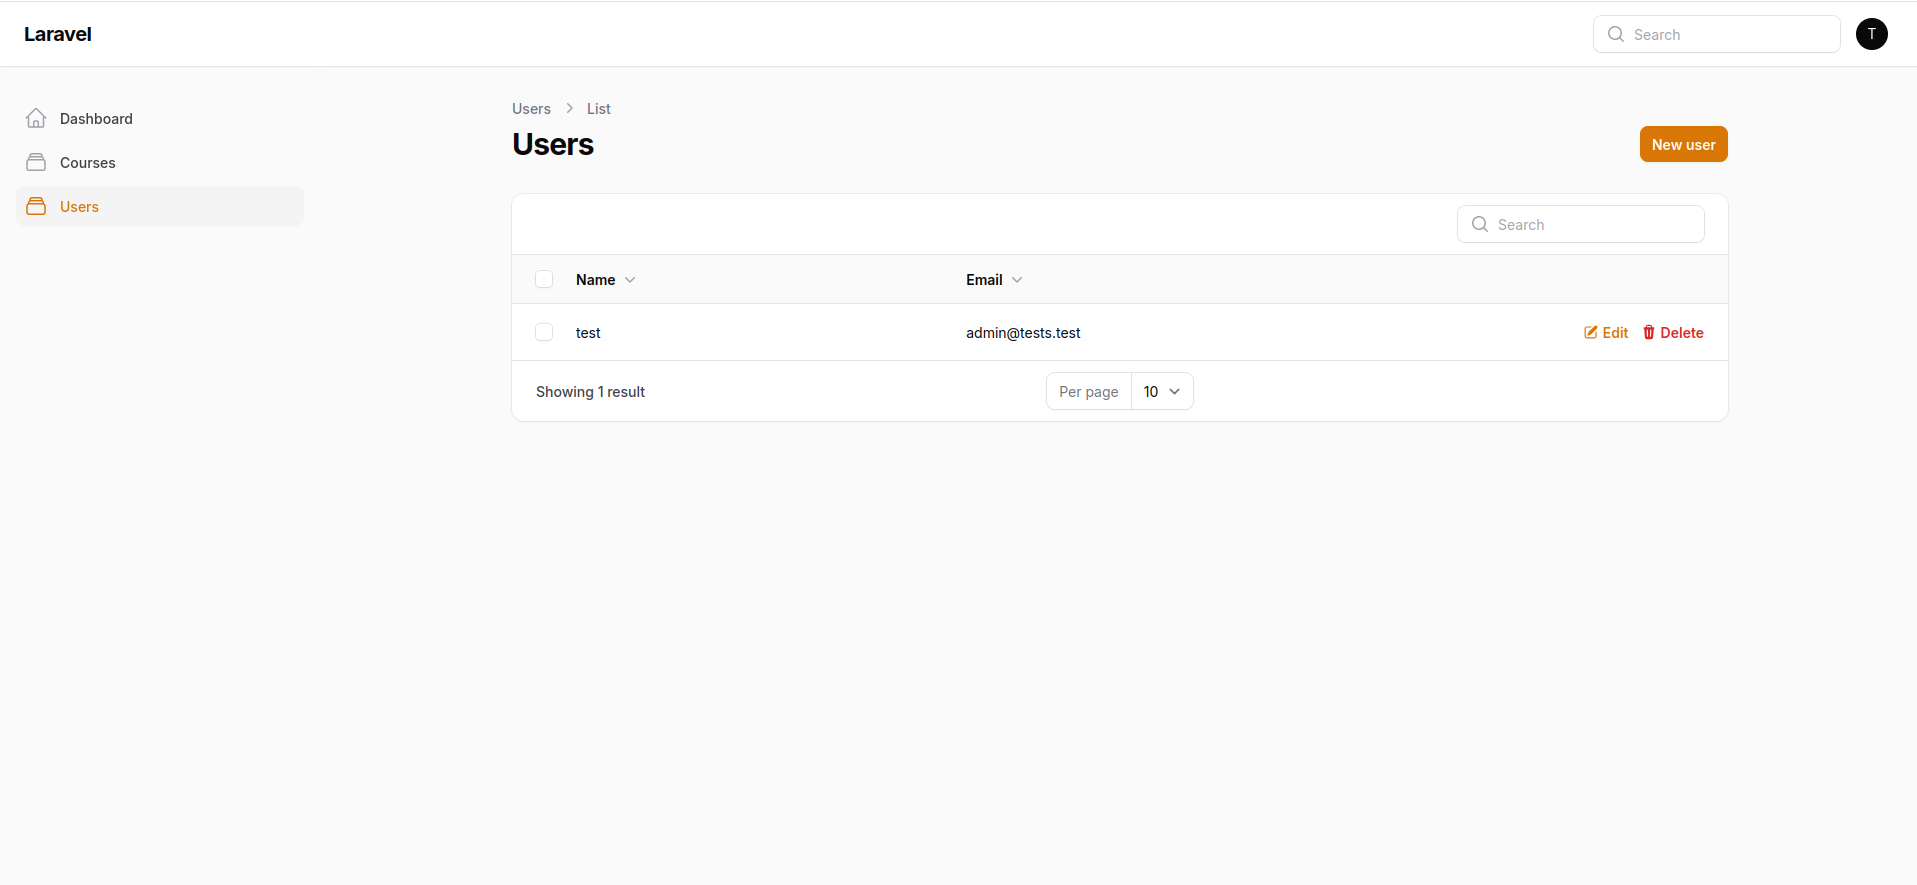 Laravel
Search
T
Dashboard
Courses
Users
Users > List
Users
New user
Search
Name Email
test admin@tests.test Edit Delete
Showing 1 result Per page 10